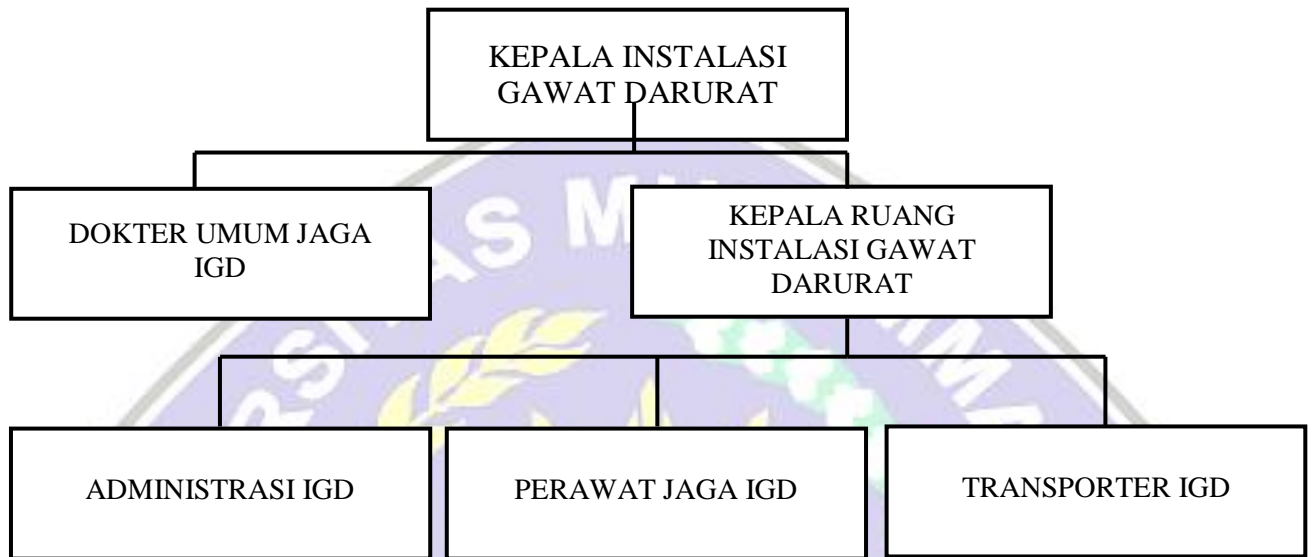 KEPALA INSTALASI
GAWAT DARURAT
DOKTER UMUM JAGA
IGD
KEPALA RUANG
INSTALASI GAWAT
DARURAT
ADMINISTRASI IGD
PERAWAT JAGA IGD
TRANSPORTER IGD